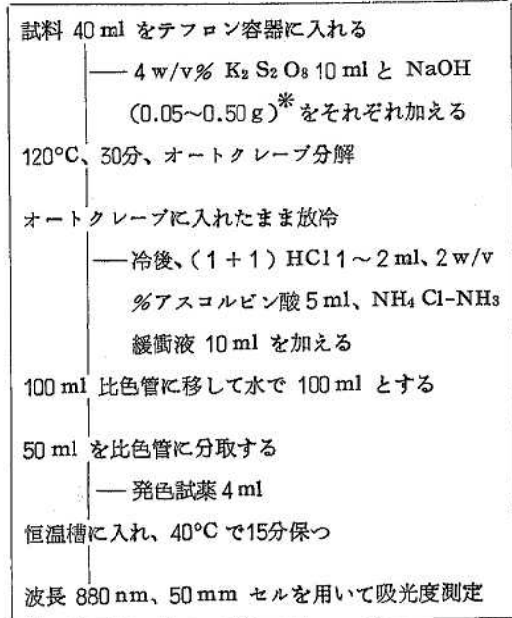 試料 40 ml をテフロン容器に入れる
4 w/v% K₂ S₂ O₈ 10 ml と NaOH
(0.05~0.50 g)※をそれぞれ加える
120°C、30分、オートクレーブ分解
オートクレーブに入れたまま放冷
冷後、(1+1) HCl 1~2 ml、2 w/v
%アスコルビン酸 5 ml、NH₄ Cl-NH₃
緩衝液 10 ml を加える
100 ml 比色管に移して水で 100 ml とする
50 ml を比色管に分取する
発色試薬 4 ml
恒温槽に入れ、40°C で15分保つ
波長 880 nm、50 mm セルを用いて吸光度測定